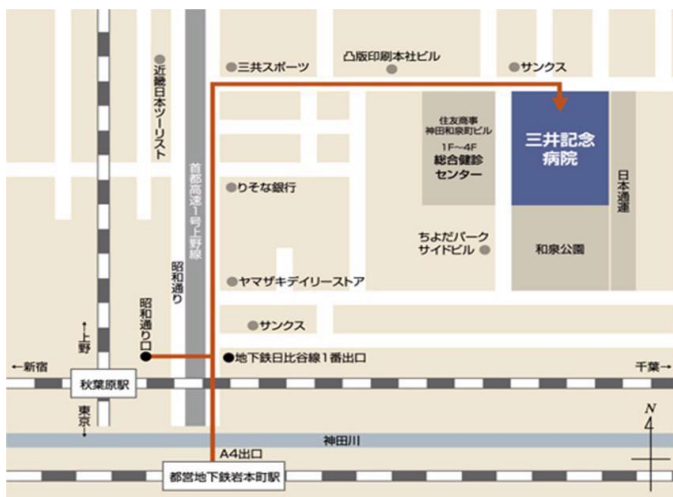 近畿日本ツーリスト
三共スポーツ
凸版印刷本社ビル
サンクス
首都高速1号上野線
昭和通り
住友商事
神田和泉町ビル
1F〜4F
総合健診
センター
三井記念
病院
日本通運
りそな銀行
ちよだパーク
サイドビル
和泉公園
ヤマザキデイリーストア
サンクス
昭和通り口
地下鉄日比谷線1番出口
←上野
←新宿
千葉→
秋葉原駅
東京→
神田川
N
A4出口
都営地下鉄岩本町駅